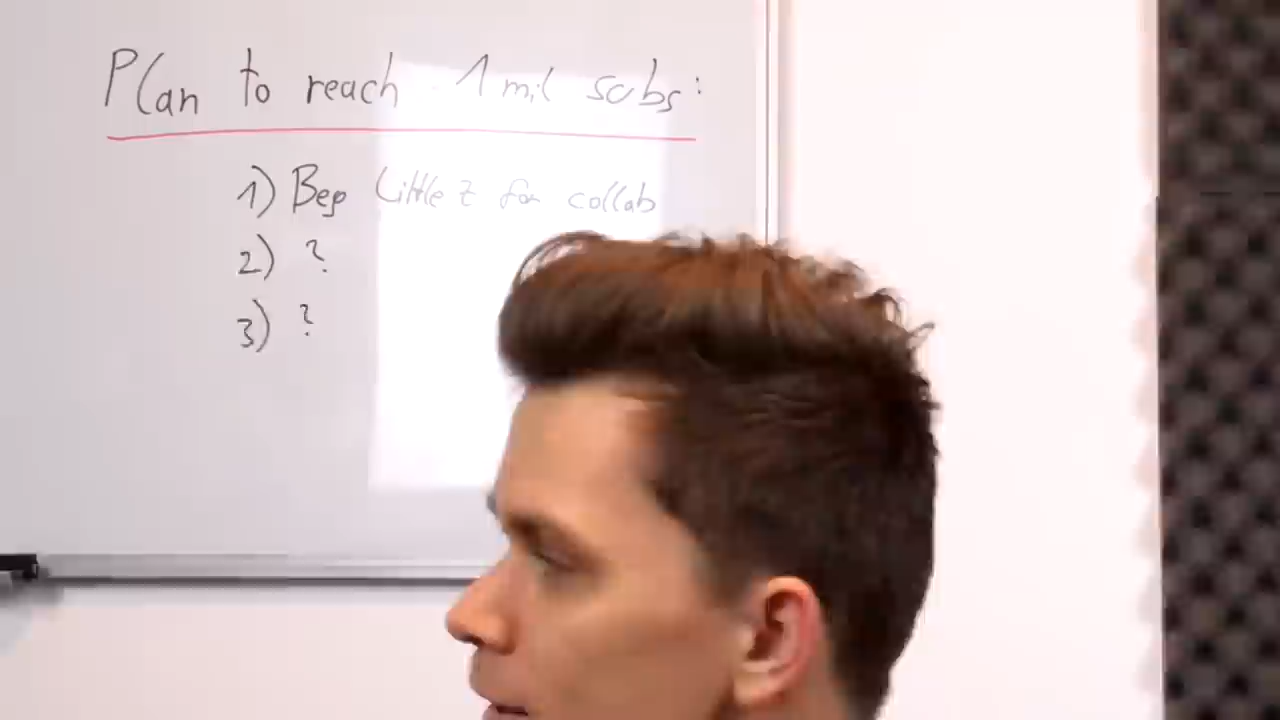 Plan to reach 1 mil subs:
1) Beg Little Z for collab
2) ?
3) ?